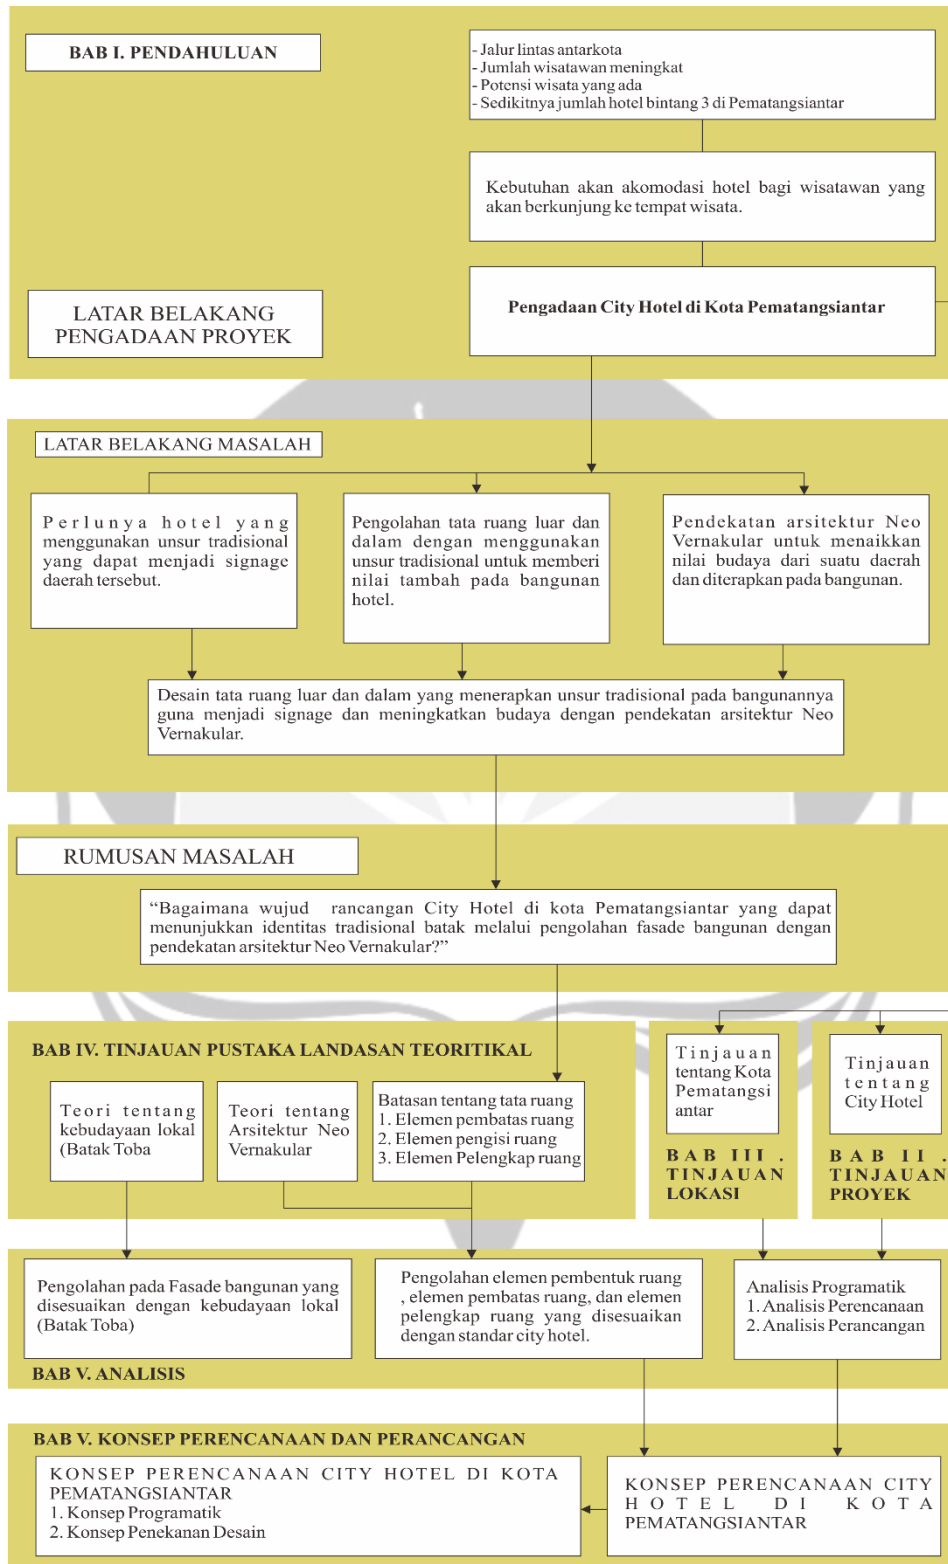 BAB I. PENDAHULUAN
- Jalur lintas antarkota
- Jumlah wisatawan meningkat
- Potensi wisata yang ada
- Sedikitnya jumlah hotel bintang 3 di Pematangsiantar
Kebutuhan akan akomodasi hotel bagi wisatawan yang
akan berkunjung ke tempat wisata.
LATAR BELAKANG
PENGADAAN PROYEK
Pengadaan City Hotel di Kota Pematangsiantar
LATAR BELAKANG MASALAH
Perlunya hotel yang
menggunakan unsur tradisional
yang dapat menjadi signage
daerah tersebut.
Pengolahan tata ruang luar dan
dalam dengan menggunakan
unsur tradisional untuk memberi
nilai tambah pada bangunan
hotel.
Pendekatan arsitektur Neo
Vernakular untuk menaikkan
nilai budaya dari suatu daerah
dan diterapkan pada bangunan.
Desain tata ruang luar dan dalam yang menerapkan unsur tradisional pada bangunannya
guna menjadi signage dan meningkatkan budaya dengan pendekatan arsitektur Neo
Vernakular.
RUMUSAN MASALAH
“Bagaimana wujud rancangan City Hotel di kota Pematangsiantar yang dapat
menunjukkan identitas tradisional batak melalui pengolahan fasade bangunan dengan
pendekatan arsitektur Neo Vernakular?”
BAB IV. TINJAUAN PUSTAKA LANDASAN TEORITIKAL
Teori tentang
kebudayaan lokal
(Batak Toba
Teori tentang
Arsitektur Neo
Vernakular
Batasan tentang tata ruang
1. Elemen pembatas ruang
2. Elemen pengisi ruang
3. Elemen Pelengkap ruang
Tinjauan
tentang Kota
Pematangsi
antar
BAB III .
TINJAUAN
LOKASI
Tinjauan
tentang
City Hotel
BAB II .
TINJAUAN
PROYEK
Pengolahan pada Fasade bangunan yang
disesuaikan dengan kebudayaan lokal
(Batak Toba)
Pengolahan elemen pembentuk ruang
, elemen pembatas ruang, dan elemen
pelengkap ruang yang disesuaikan
dengan standar city hotel.
Analisis Programatik
1. Analisis Perencanaan
2. Analisis Perancangan
BAB V. ANALISIS
BAB V. KONSEP PERENCANAAN DAN PERANCANGAN
KONSEP PERENCANAAN CITY HOTEL DI KOTA
PEMATANGSIANTAR
1. Konsep Programatik
2. Konsep Penekanan Desain
KONSEP PERENCANAAN CITY
HOTEL DI KOTA
PEMATANGSIANTAR